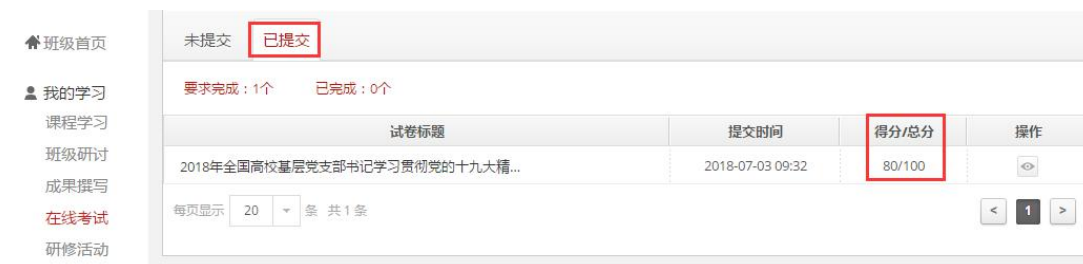 班级首页
我的学习
课程学习
班级研讨
成果撰写
在线考试
研修活动
未提交 已提交
要求完成：1个 已完成：0个
试卷标题 提交时间 得分/总分 操作
2018年全国高校基层党支部书记学习贯彻党的十九大精... 2018-07-03 09:32 80/100
每页显示 20 条 共1条 < 1 >